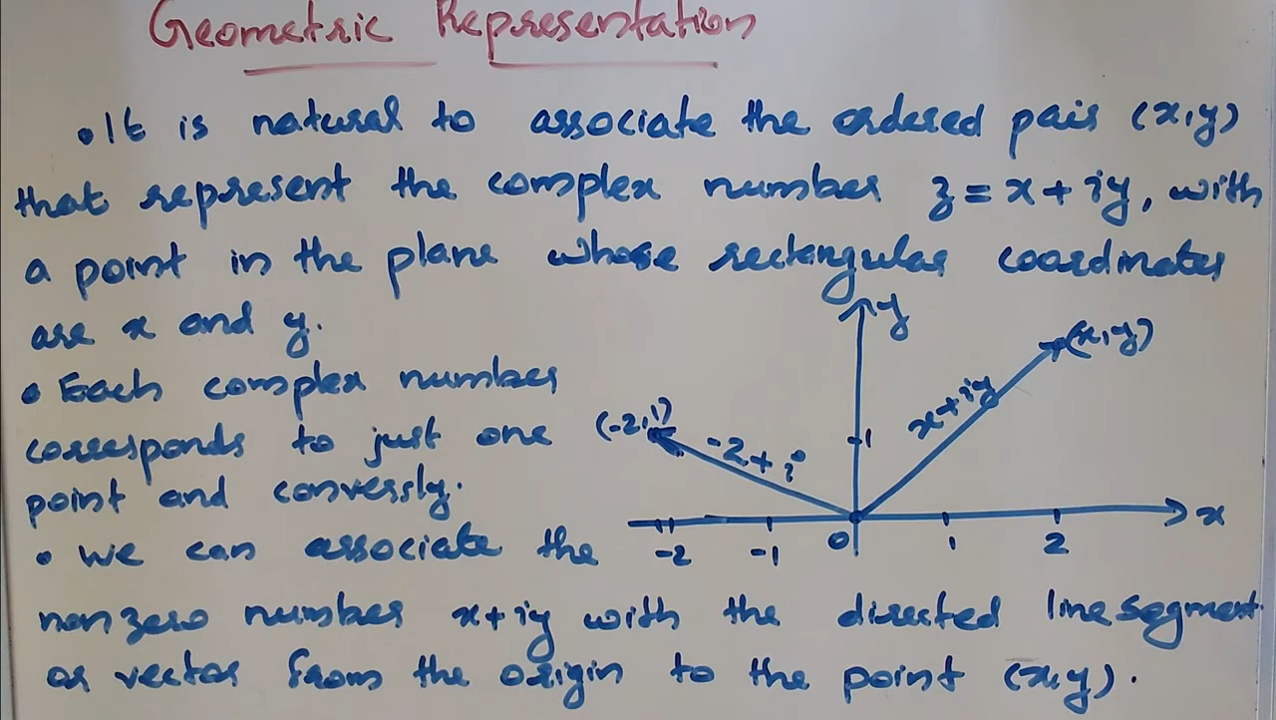 Geometric Representation
• It is natural to associate the ordered pair (x,y)
that represent the complex number z = x + iy, with
a point in the plane whose rectangular coordinates
are x and y.
• Each complex number
corresponds to just one
point and conversly.
• We can associate the
non zero number x+iy with the directed line segment
or vector from the origin to the point (x,y).
y
(x,y)
x+iy
(-2,1)
-2+i
1
x
-2 -1 0 1 2